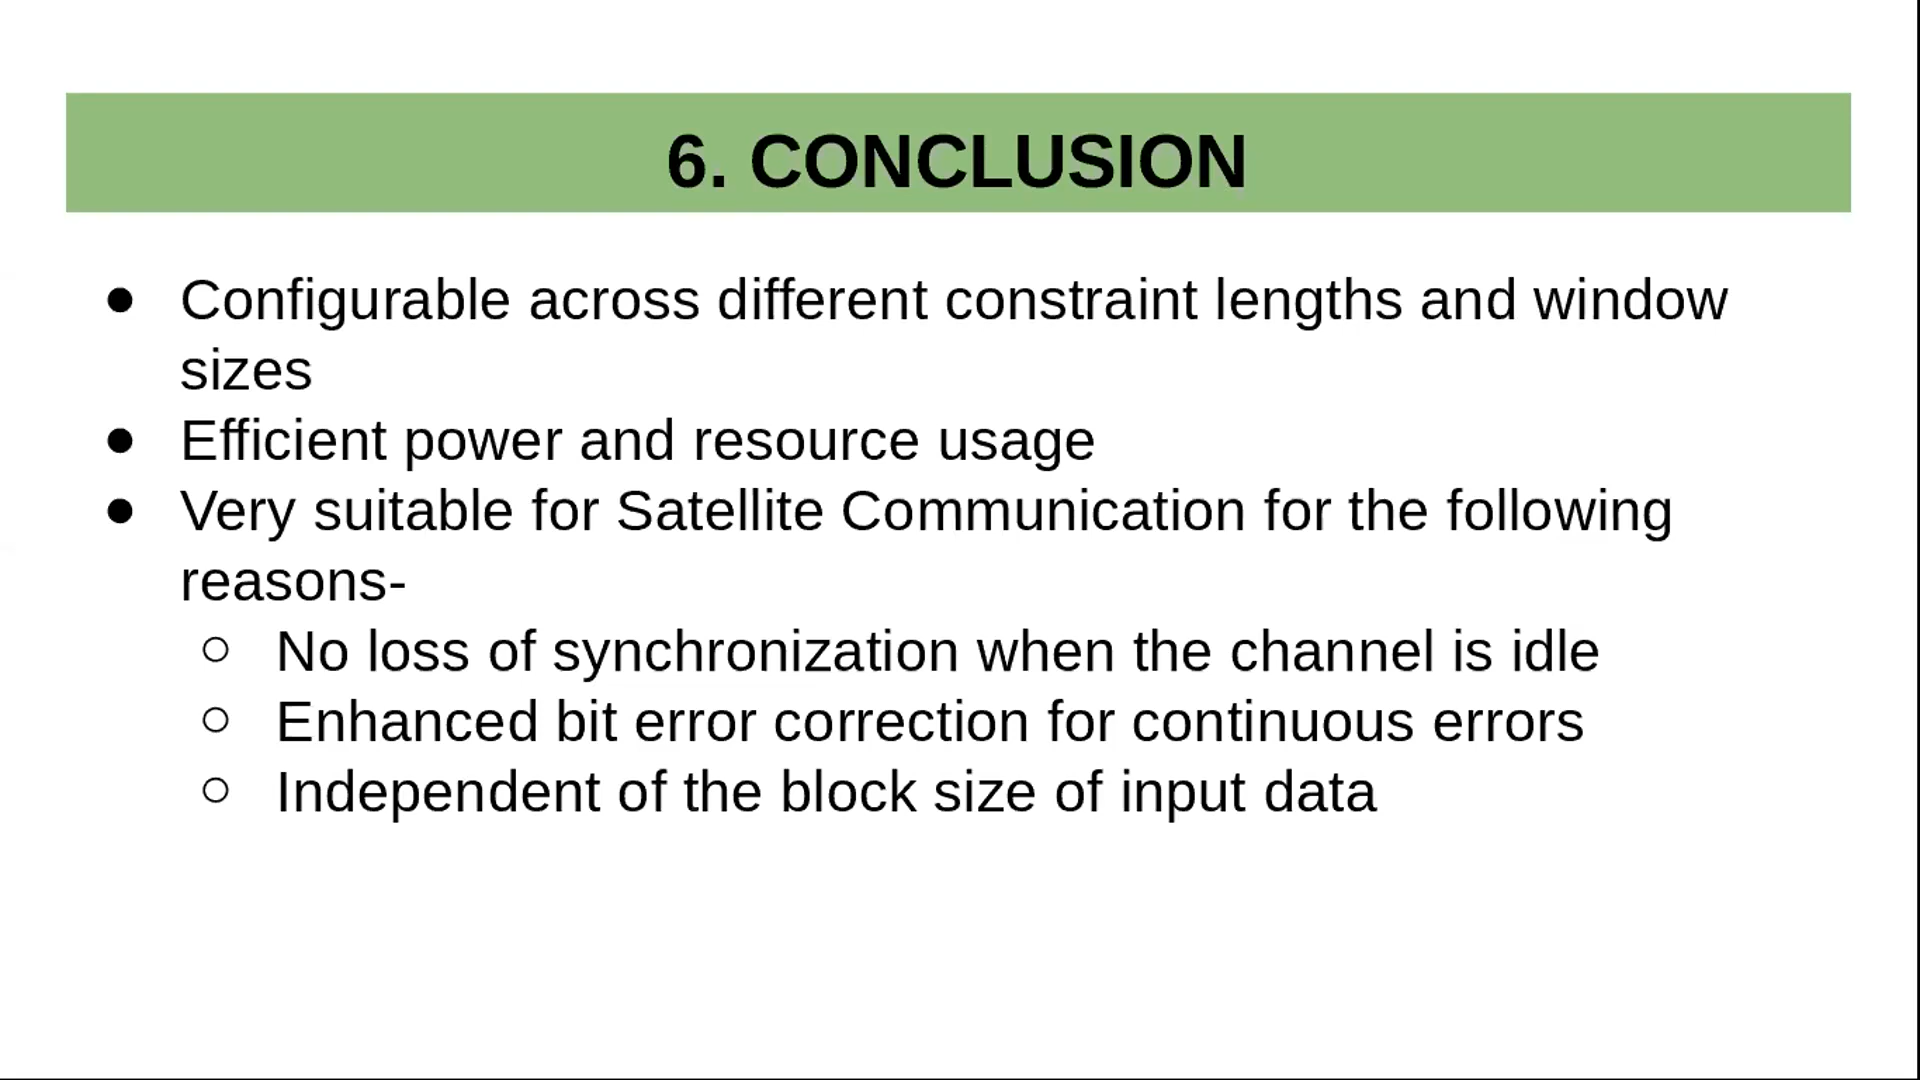 6. CONCLUSION
● Configurable across different constraint lengths and window
sizes
● Efficient power and resource usage
● Very suitable for Satellite Communication for the following
reasons-
○ No loss of synchronization when the channel is idle
○ Enhanced bit error correction for continuous errors
○ Independent of the block size of input data